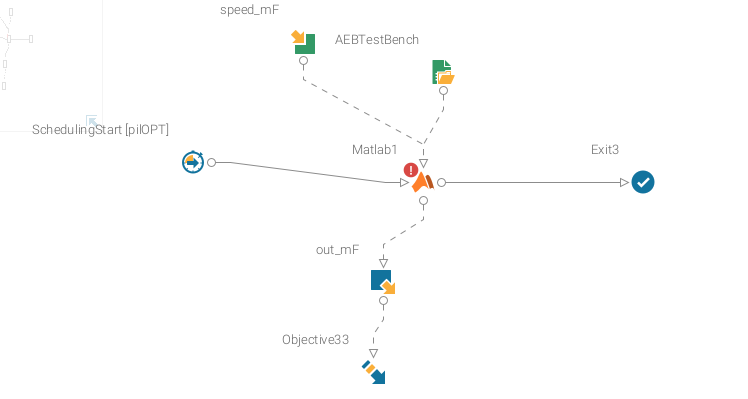 speed_mF
AEBTestBench
SchedulingStart [pilOPT]
Matlab1
Exit3
out_mF
Objective33